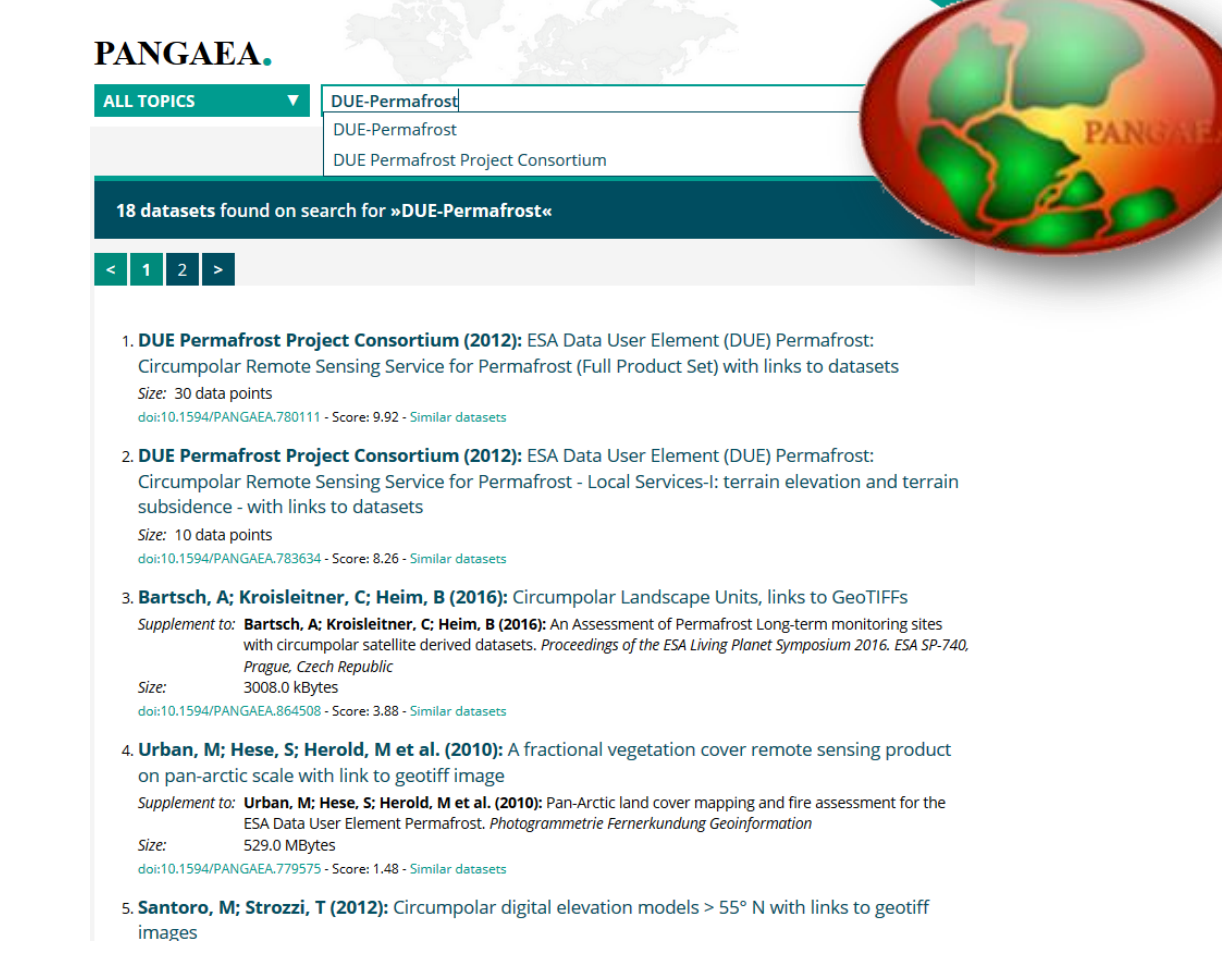 PANGAEA.
ALL TOPICS ▼
DUE-Permafrost
DUE-Permafrost
DUE Permafrost Project Consortium
PANGAE.
18 datasets found on search for »DUE-Permafrost«
< 1 2 >
1. DUE Permafrost Project Consortium (2012): ESA Data User Element (DUE) Permafrost:
Circumpolar Remote Sensing Service for Permafrost (Full Product Set) with links to datasets
Size: 30 data points
doi:10.1594/PANGAEA.780111 - Score: 9.92 - Similar datasets
2. DUE Permafrost Project Consortium (2012): ESA Data User Element (DUE) Permafrost:
Circumpolar Remote Sensing Service for Permafrost - Local Services-I: terrain elevation and terrain
subsidence - with links to datasets
Size: 10 data points
doi:10.1594/PANGAEA.783634 - Score: 8.26 - Similar datasets
3. Bartsch, A; Kroisleitner, C; Heim, B (2016): Circumpolar Landscape Units, links to GeoTIFFs
Supplement to: Bartsch, A; Kroisleitner, C; Heim, B (2016): An Assessment of Permafrost Long-term monitoring sites
with circumpolar satellite derived datasets. Proceedings of the ESA Living Planet Symposium 2016. ESA SP-740,
Prague, Czech Republic
Size: 3008.0 kBytes
doi:10.1594/PANGAEA.864508 - Score: 3.88 - Similar datasets
4. Urban, M; Hese, S; Herold, M et al. (2010): A fractional vegetation cover remote sensing product
on pan-arctic scale with link to geotiff image
Supplement to: Urban, M; Hese, S; Herold, M et al. (2010): Pan-Arctic land cover mapping and fire assessment for the
ESA Data User Element Permafrost. Photogrammetrie Fernerkundung Geoinformation
Size: 529.0 MBytes
doi:10.1594/PANGAEA.779575 - Score: 1.48 - Similar datasets
5. Santoro, M; Strozzi, T (2012): Circumpolar digital elevation models > 55° N with links to geotiff
images